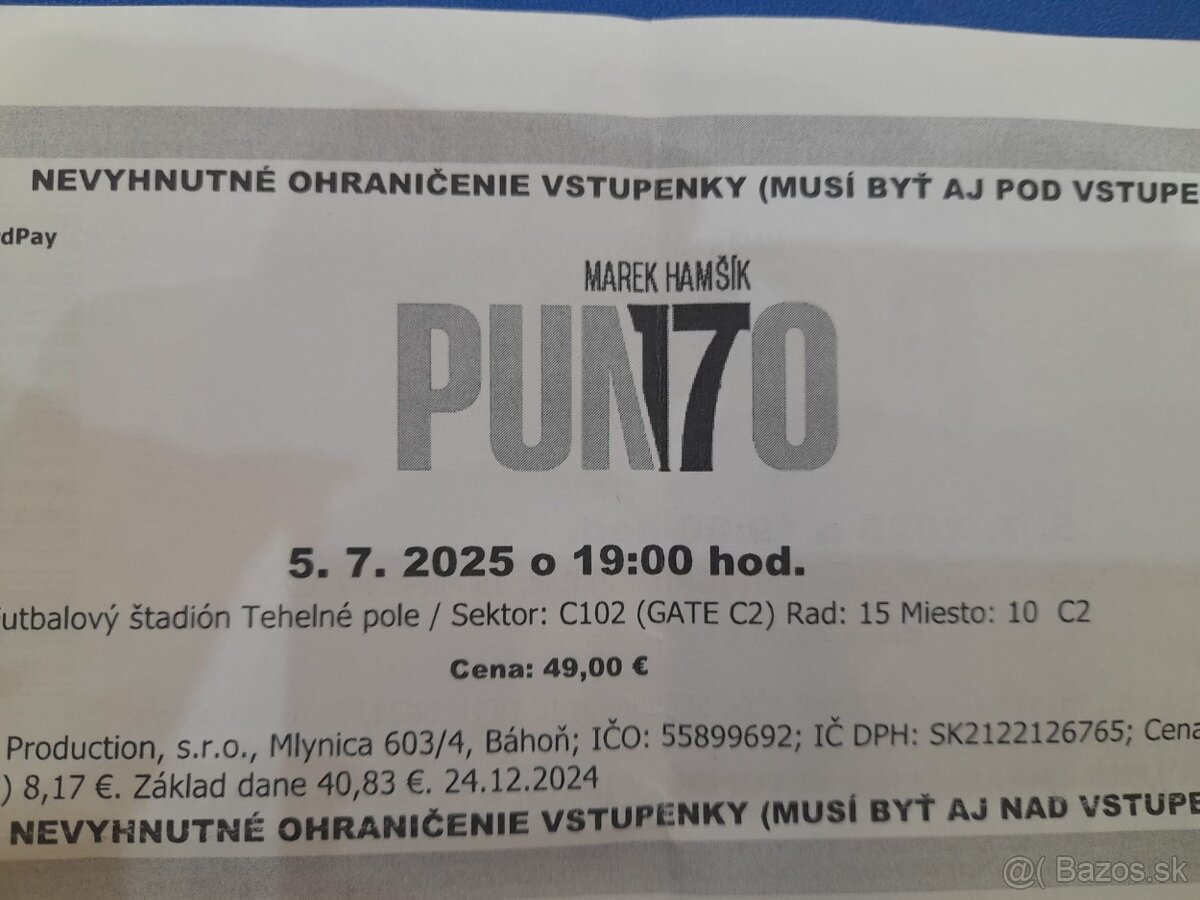 NEVYHNUTNÉ OHRANIČENIE VSTUPENKY (MUSÍ BYŤ AJ POD VSTUPE
dPay
MAREK HAMŠÍK
PUN17O
5. 7. 2025 o 19:00 hod.
utbalový štadión Tehelné pole / Sektor: C102 (GATE C2) Rad: 15 Miesto: 10 C2
Cena: 49,00 €
Production, s.r.o., Mlynica 603/4, Báhoň; IČO: 55899692; IČ DPH: SK2122126765; Cena
) 8,17 €. Základ dane 40,83 €. 24.12.2024
NEVYHNUTNÉ OHRANIČENIE VSTUPENKY (MUSÍ BYŤ AJ NAD VSTUPE
@( Bazos.sk